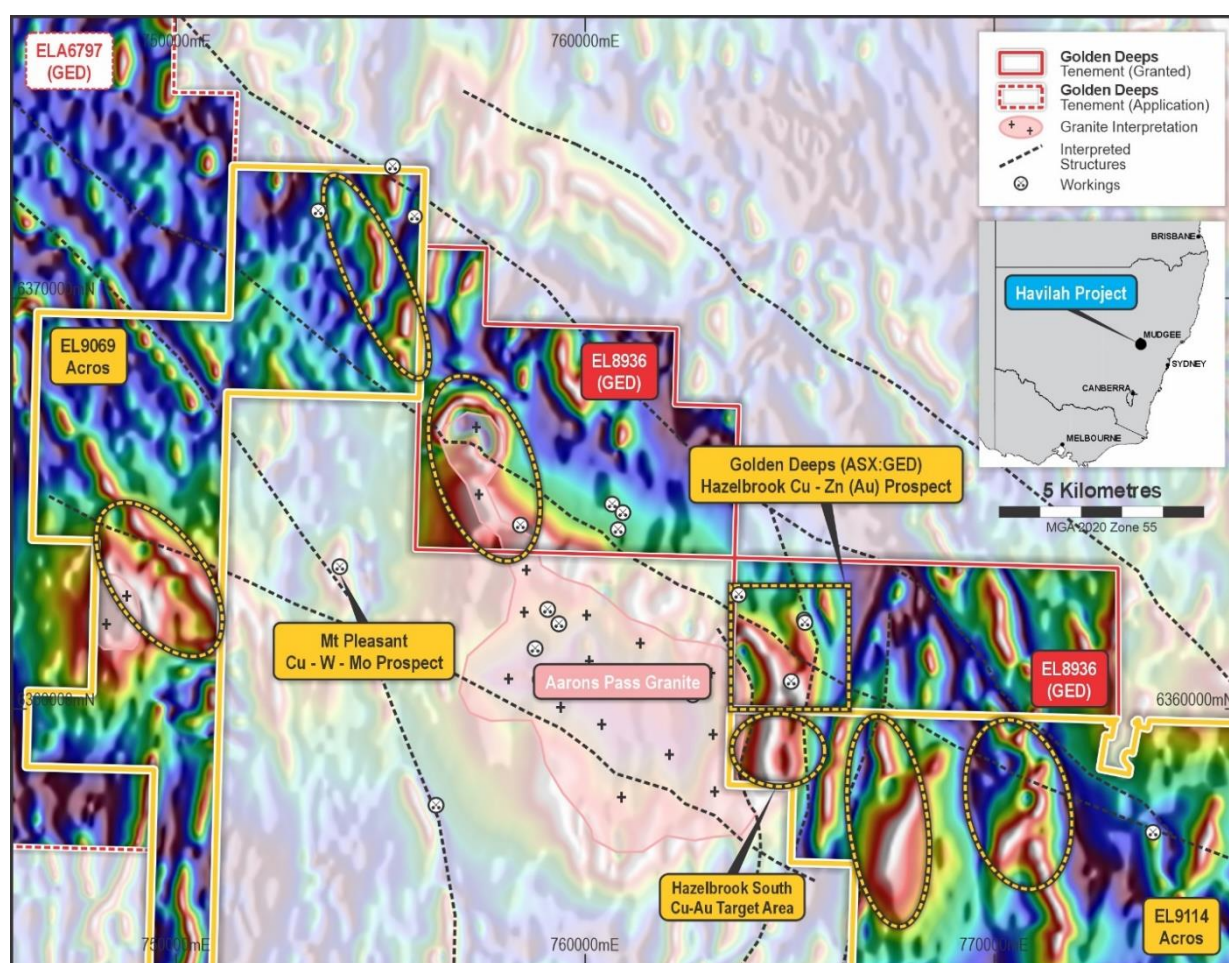 750000mE
760000mE
ELA6797
(GED)
Golden Deeps
Tenement (Granted)
Golden Deeps
Tenement (Application)
Granite Interpretation
Interpreted
Structures
Workings
BRISBANE
Havilah Project
MUDGEE
SYDNEY
CANBERRA
MELBOURNE
5 Kilometres
MGA 2020 Zone 55
6370000mN
EL9069
Acros
EL8936
(GED)
Golden Deeps (ASX:GED)
Hazelbrook Cu - Zn (Au) Prospect
Mt Pleasant
Cu - W - Mo Prospect
Aarons Pass Granite
EL8936
(GED)
6360000mN
6360000mN
Hazelbrook South
Cu-Au Target Area
EL9114
Acros
750000mE
760000mE
770000mE